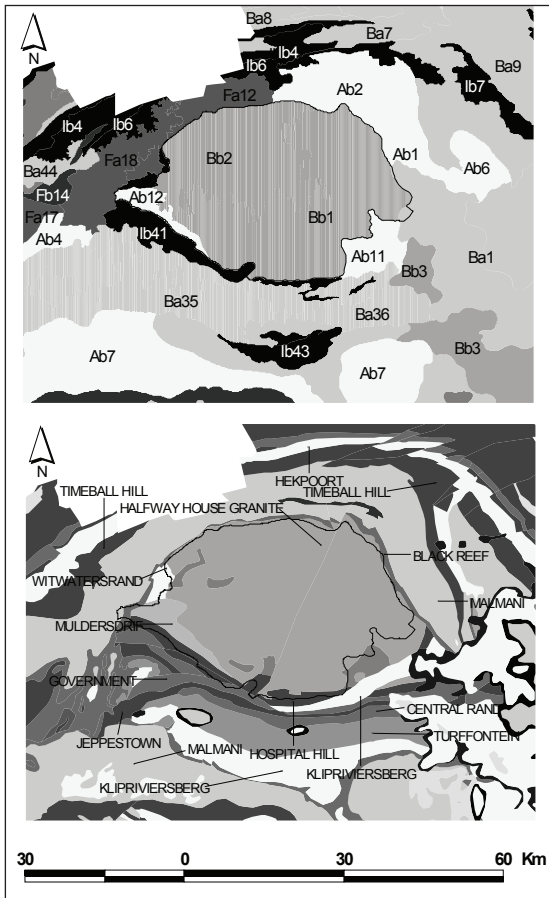 Ba8
Ba7
Ib4
Ib6
Ba9
Ib7
Fa12
Ab2
Ib4
Ib6
Fa18
Ab1
Ab6
Bb2
Ba44
Fb14
Ab12
Fa17
Bb1
Ab4
Ib41
Ab11
Ba1
Bb3
Ba35
Ba36
Ib43
Bb3
Ab7
Ab7
N
N
HEKPOORT
TIMEBALL HILL
TIMEBALL HILL
HALFWAY HOUSE GRANITE
BLACK REEF
WITWATERSRAND
MALMANI
MULDERSDRIF
GOVERNMENT
CENTRAL RAND
JEPPESTOWN
TURFFONTEIN
MALMANI
HOSPITAL HILL
KLIPRIVIERSBERG
KLIPRIVIERSBERG
30 0 30 60 Km